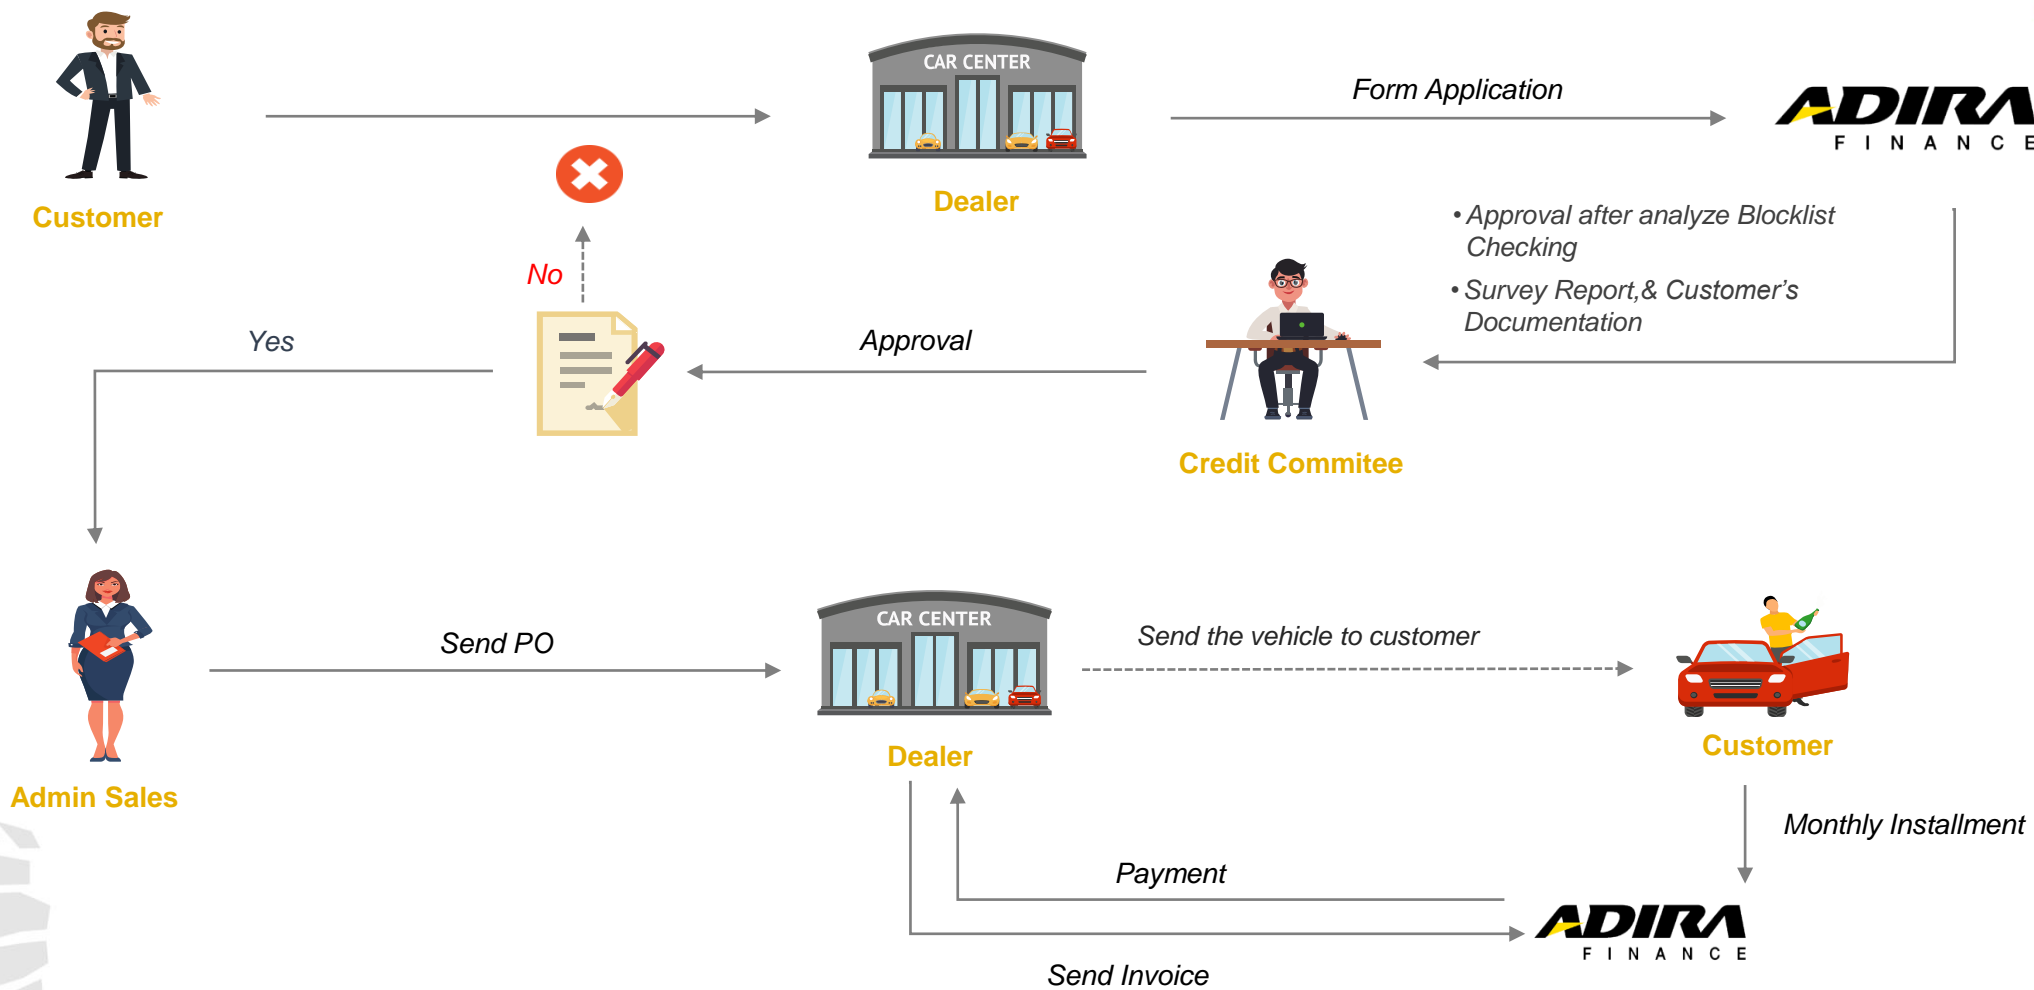 CAR CENTER
Form Application
ADIRA
FINANCE
Customer
Dealer
• Approval after analyze Blocklist
Checking
• Survey Report,& Customer's
Documentation
No
Yes
Approval
Credit Commitee
CAR CENTER
Send PO
Send the vehicle to customer
Dealer
Customer
Admin Sales
Monthly Installment
Payment
ADIRA
FINANCE
Send Invoice